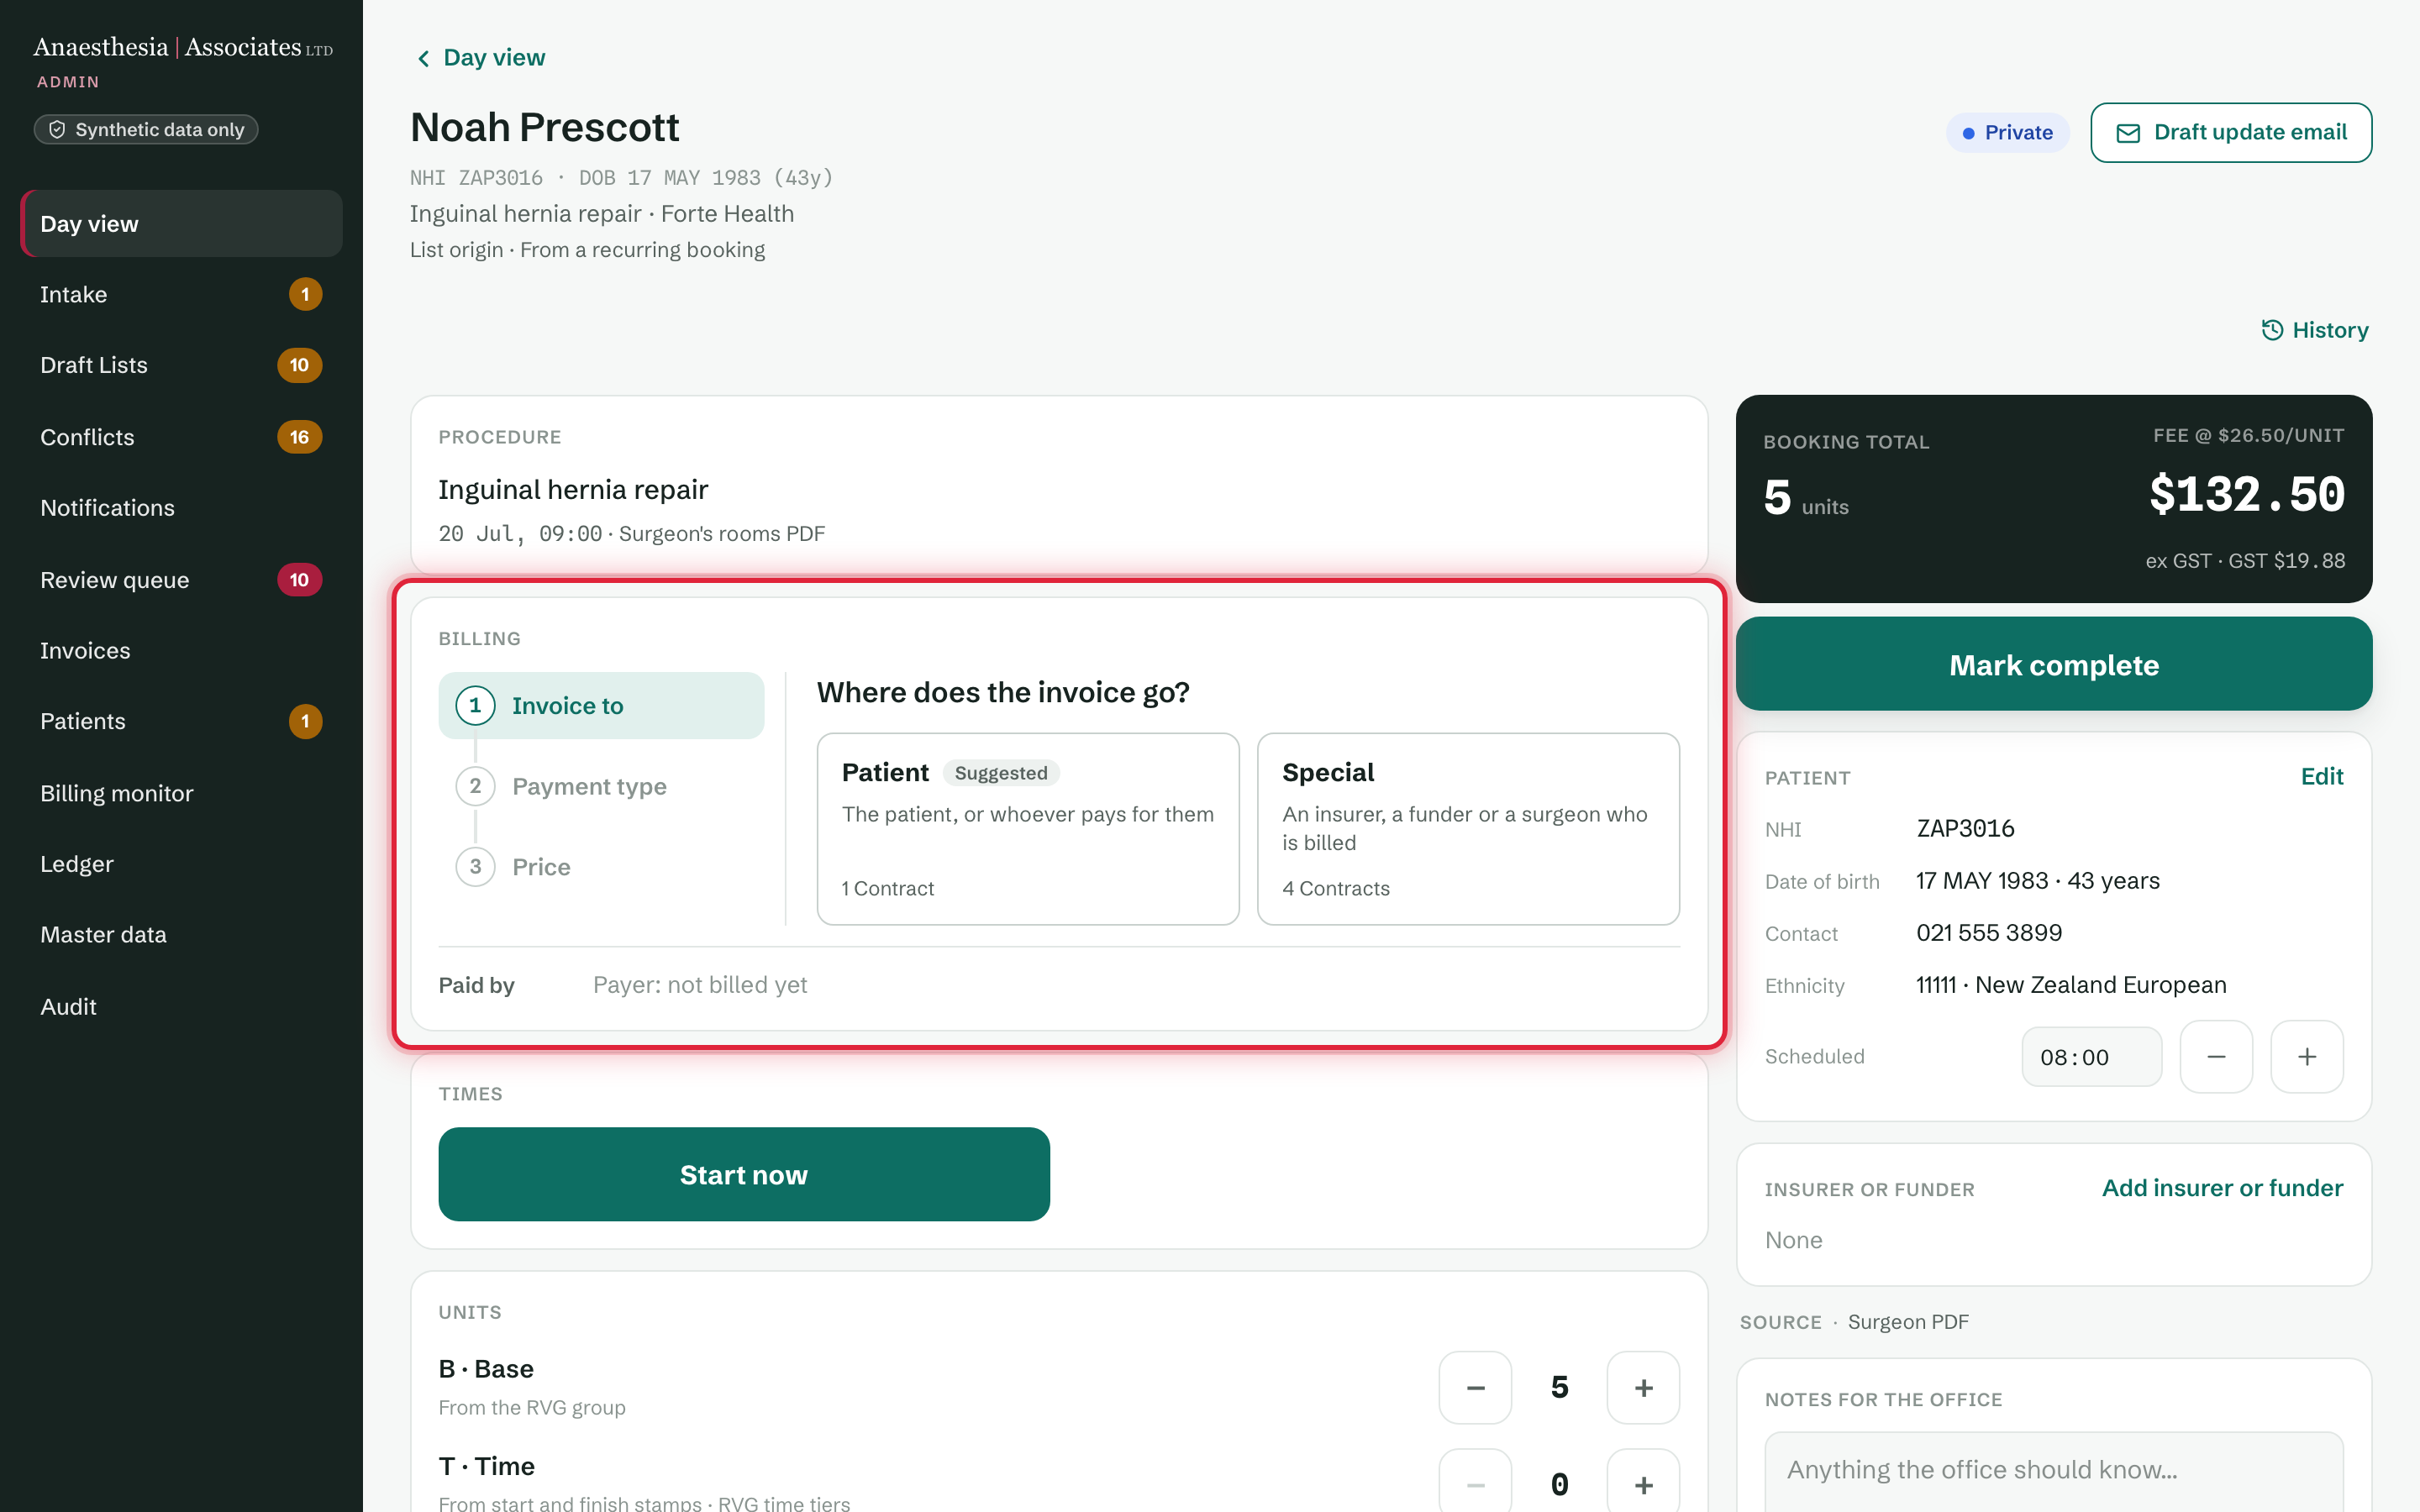 Anaesthesia | Associates LTD
ADMIN
Synthetic data only
Day view
Intake 1
Draft Lists 10
Conflicts 16
Notifications
Review queue 10
Invoices
Patients 1
Billing monitor
Ledger
Master data
Audit
Day view
Noah Prescott
NHI ZAP3016 · DOB 17 MAY 1983 (43y)
Inguinal hernia repair · Forte Health
List origin · From a recurring booking
Private
Draft update email
History
PROCEDURE
Inguinal hernia repair
20 Jul, 09:00 · Surgeon's rooms PDF
BILLING
1 Invoice to
2 Payment type
3 Price
Where does the invoice go?
Patient Suggested
The patient, or whoever pays for them
1 Contract
Special
An insurer, a funder or a surgeon who
is billed
4 Contracts
Paid by Payer: not billed yet
TIMES
Start now
UNITS
B · Base
From the RVG group
− 5 +
T · Time
From start and finish stamps · RVG time tiers
− 0 +
BOOKING TOTAL
5 units
FEE @ $26.50/UNIT
$132.50
ex GST · GST $19.88
Mark complete
PATIENT Edit
NHI ZAP3016
Date of birth 17 MAY 1983 · 43 years
Contact 021 555 3899
Ethnicity 11111 · New Zealand European
Scheduled 08:00 − +
INSURER OR FUNDER Add insurer or funder
None
SOURCE · Surgeon PDF
NOTES FOR THE OFFICE
Anything the office should know...